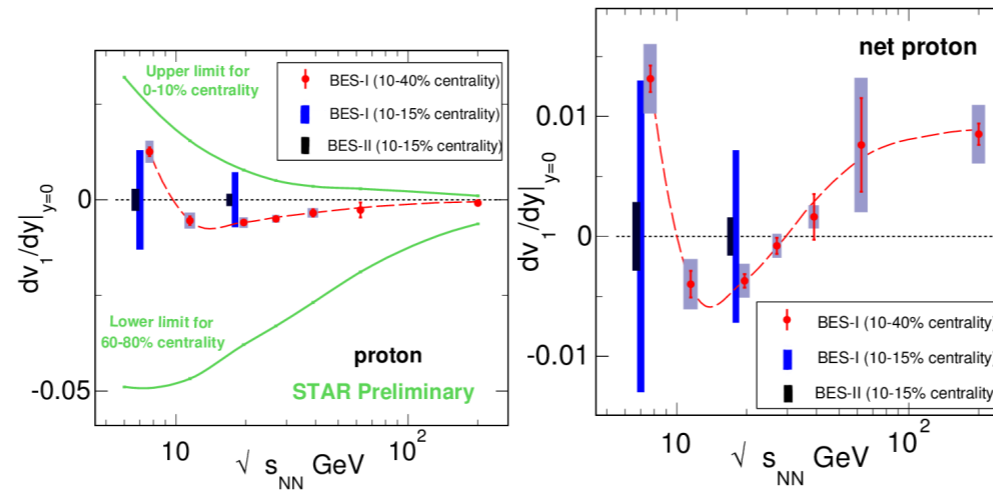 Upper limit for
0-10% centrality
BES-I (10-40% centrality)
BES-I (10-15% centrality)
BES-II (10-15% centrality)
0
-0.05
dv1/dy|y=0
Lower limit for
60-80% centrality
proton
STAR Preliminary
10
10²
√ sNN GeV
net proton
0.01
0
-0.01
dv1/dy|y=0
BES-I (10-40% centrality)
BES-I (10-15% centrality)
BES-II (10-15% centrality)
10
10²
√ sNN GeV